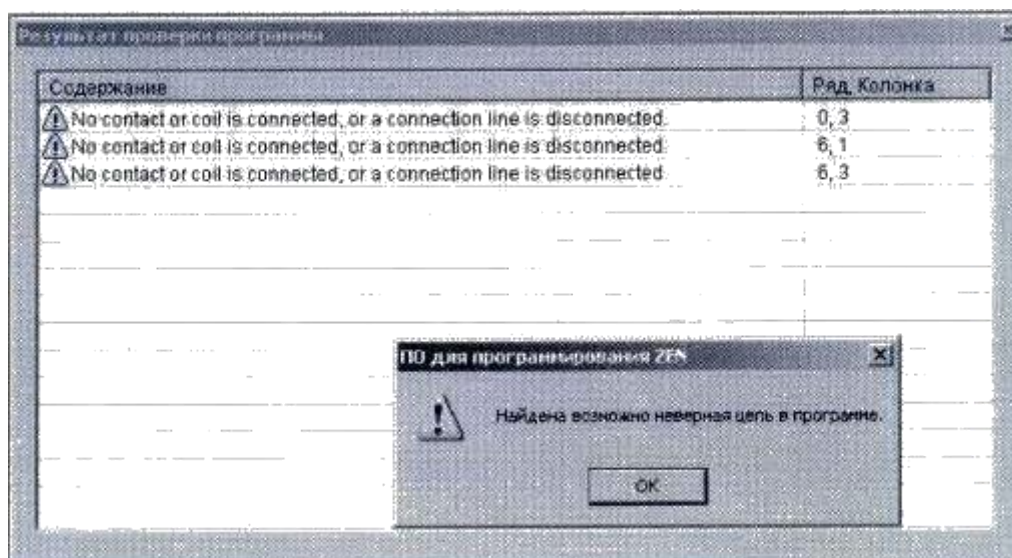 Результат проверки программы
Содержание Ряд, Колонка
No contact or coil is connected, or a connection line is disconnected. 0, 3
No contact or coil is connected, or a connection line is disconnected. 6, 1
No contact or coil is connected, or a connection line is disconnected. 6, 3
ПО для программирования ZEN
Найдена возможно неверная цепь в программе.
OK